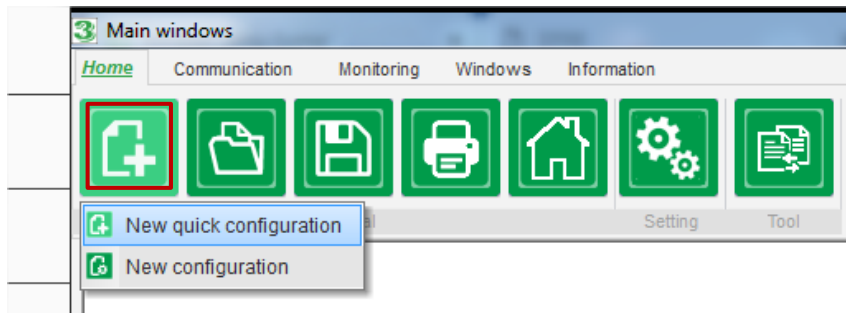 Main windows
Home Communication Monitoring Windows Information
New quick configuration
Setting Tool
New configuration